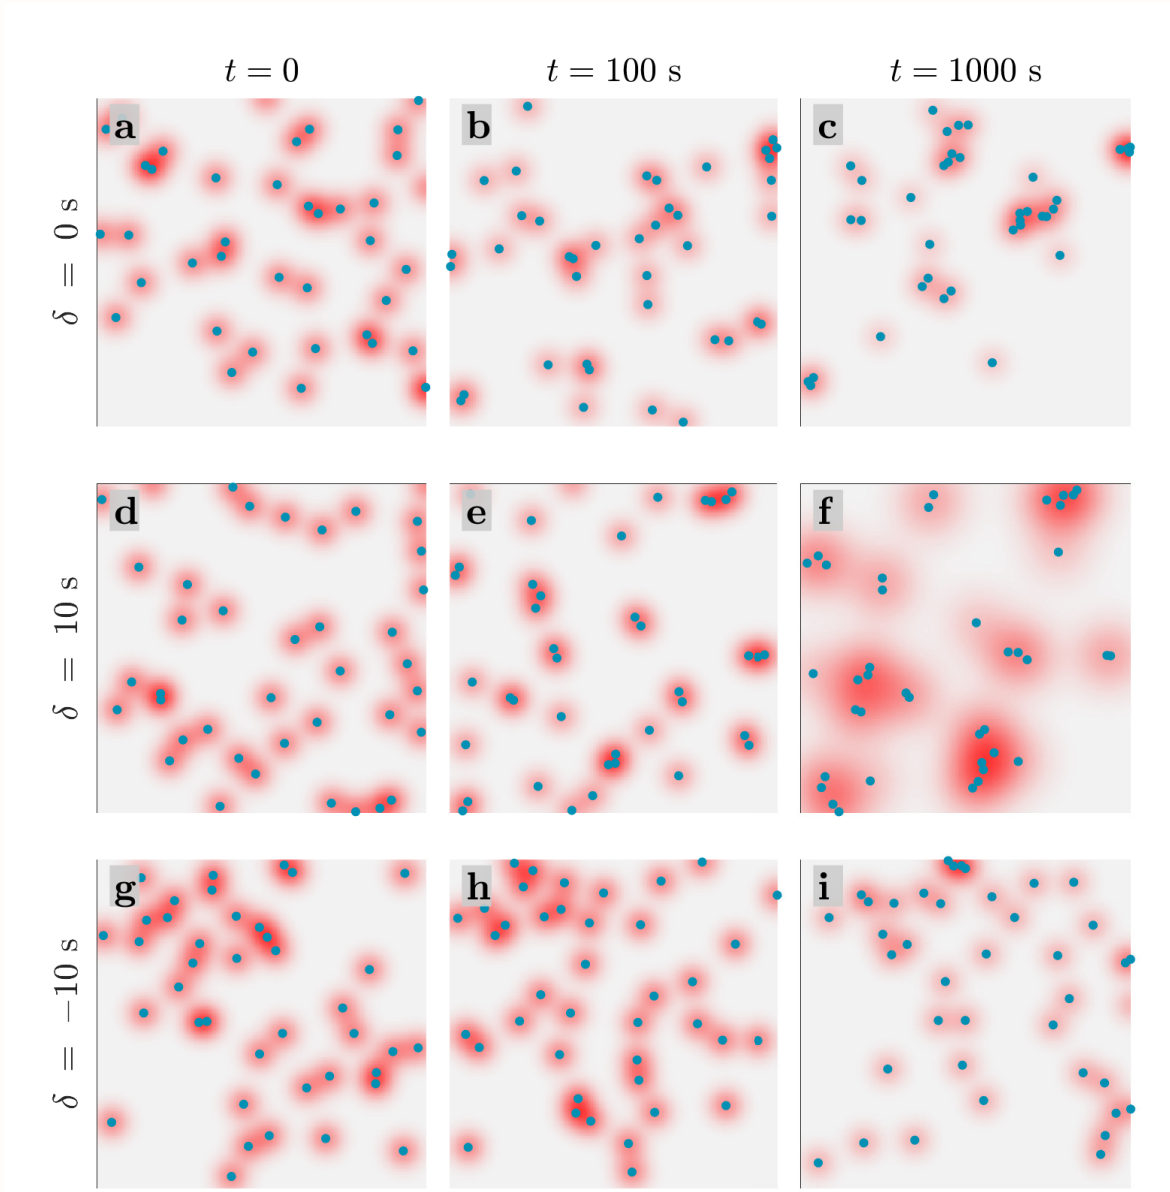 t = 0 t = 100 s t = 1000 s
a b c
δ = 0 s
d e f
δ = 10 s
g h i
δ = −10 s